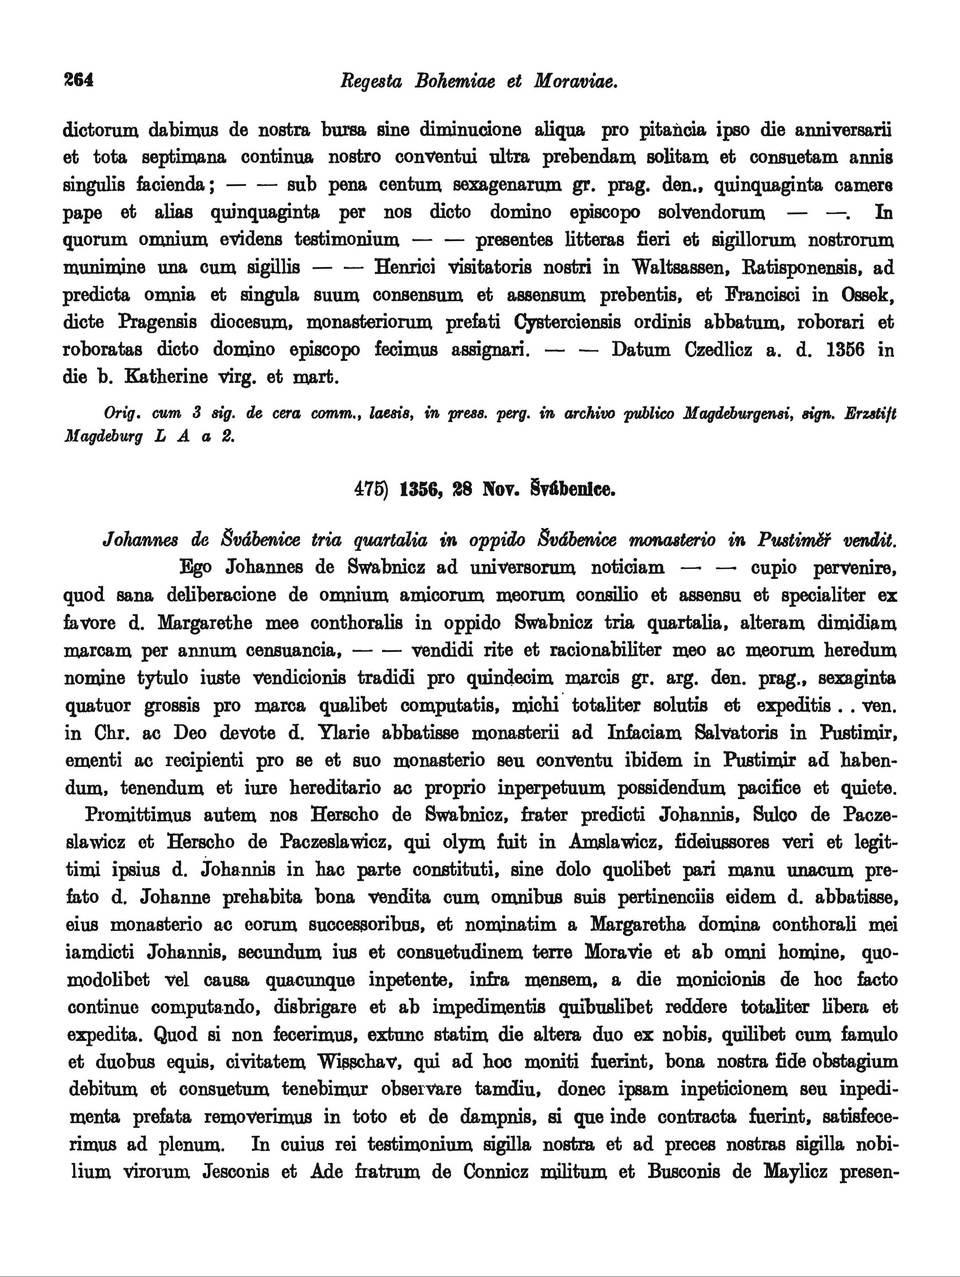 264 Regesta Bohemiae et Moraviae.
dictorum dabimus de nostra bursa sine diminucione aliqua pro pitancia ipso die anniversarii
et tota septimana continua nostro conventui ultra prebendam solitam et consuetam annis
singulis facienda; — — sub pena centum sexagenarum gr. prag. den., quinquaginta camere
pape et alias quinquaginta per nos dicto domino episcopo solvendorum — —. In
quorum omnium evidens testimonium — — presentes litteras fieri et sigillorum nostrorum
munimine una cum sigillis — — Henrici visitatoris nostri in Waltsassen, Ratisponensis, ad
predicta omnia et singula suum consensum et assensum prebentis, et Francisci in Ossek,
dicte Pragensis diocesum, monasteriorum prefati Cysterciensis ordinis abbatum, roborari et
roboratas dicto domino episcopo fecimus assignari. — — Datum Czedlicz a. d. 1356 in
die b. Katherine virg. et mart.
Orig. cum 3 sig. de cera comm., laesis, in press. perg. in archivo publico Magdeburgensi, sign. Erzstift
Magdeburg L A a 2.
475) 1356, 28 Nov. Švábenice.
Johannes de Švábenice tria quartalia in oppido Švábenice monasterio in Pustiměř vendit.
Ego Johannes de Swabnicz ad universorum noticiam — — cupio pervenire,
quod sana deliberacione de omnium amicorum meorum consilio et assensu et specialiter ex
favore d. Margarethe mee conthoralis in oppido Swabnicz tria quartalia, alteram dimidiam
marcam per annum censuancia, — — vendidi rite et racionabiliter meo ac meorum heredum
nomine tytulo iuste vendicionis tradidi pro quindecim marcis gr. arg. den. prag., sexaginta
quatuor grossis pro marca qualibet computatis, michi totaliter solutis et expeditis . . ven.
in Chr. ac Deo devote d. Ylarie abbatisse monasterii ad Infaciam Salvatoris in Pustimir,
ementi ac recipienti pro se et suo monasterio seu conventu ibidem in Pustimir ad haben-
dum, tenendum et iure hereditario ac proprio inperpetuum possidendum pacifice et quiete.
Promittimus autem nos Herscho de Swabnicz, frater predicti Johannis, Sulco de Pacze-
slawicz et Herscho de Paczeslawicz, qui olym fuit in Amslawicz, fideiussores veri et legit-
timi ipsius d. Johannis in hac parte constituti, sine dolo quolibet pari manu unacum pre-
fato d. Johanne prehabita bona vendita cum omnibus suis pertinenciis eidem d. abbatisse,
eius monasterio ac eorum successoribus, et nominatim a Margaretha domina conthorali mei
iamdicti Johannis, secundum ius et consuetudinem terre Moravie et ab omni homine, quo-
modolibet vel causa quacunque inpetente, infra mensem, a die monicionis de hoc facto
continue computando, disbrigare et ab impedimentis quibuslibet reddere totaliter libera et
expedita. Quod si non fecerimus, extunc statim die altera duo ex nobis, quilibet cum famulo
et duobus equis, civitatem Wisschav, qui ad hoc moniti fuerint, bona nostra fide obstagium
debitum et consuetum tenebimur observare tamdiu, donec ipsam inpeticionem seu inpedi-
menta prefata removerimus in toto et de dampnis, si que inde contracta fuerint, satisfece-
rimus ad plenum. In cuius rei testimonium sigilla nostra et ad preces nostras sigilla nobi-
lium virorum Jesconis et Ade fratrum de Connicz militum et Busconis de Maylicz presen-